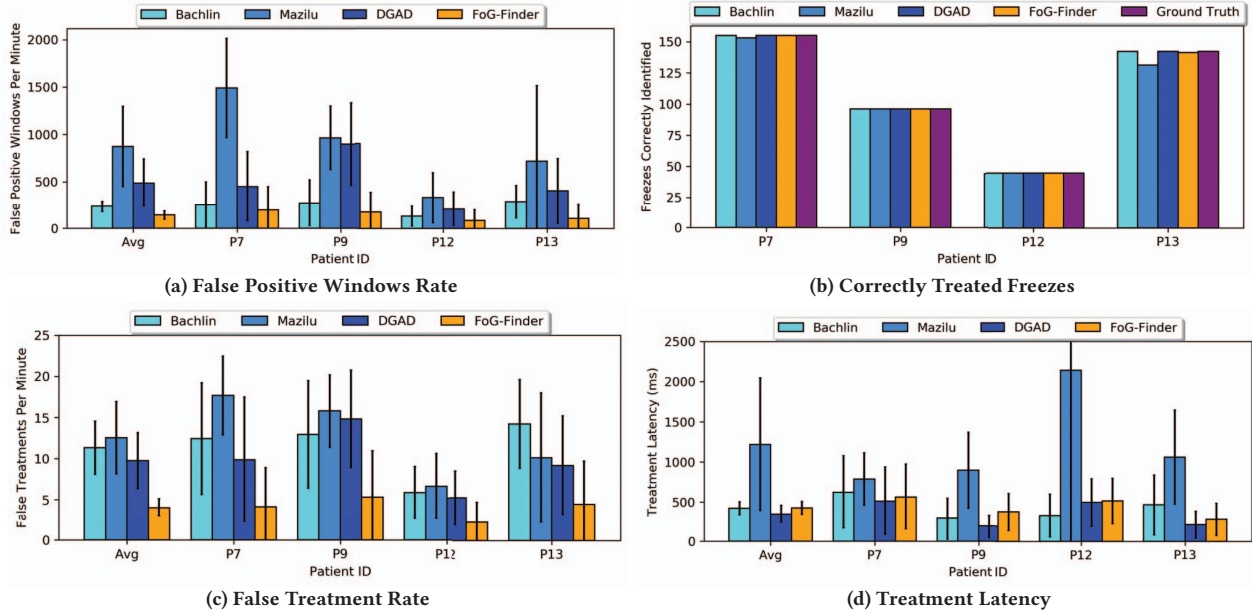 Bachlin Mazilu DGAD FoG-Finder
False Positive Windows Per Minute
2000
1500
1000
500
0
Avg P7 P9 P12 P13
Patient ID
(a) False Positive Windows Rate
Bachlin Mazilu DGAD FoG-Finder Ground Truth
Freezes Correctly Identified
150
125
100
75
50
25
0
P7 P9 P12 P13
Patient ID
(b) Correctly Treated Freezes
Bachlin Mazilu DGAD FoG-Finder
False Treatments Per Minute
25
20
15
10
5
0
Avg P7 P9 P12 P13
Patient ID
(c) False Treatment Rate
Bachlin Mazilu DGAD FoG-Finder
Treatment Latency (ms)
2500
2000
1500
1000
500
0
Avg P7 P9 P12 P13
Patient ID
(d) Treatment Latency